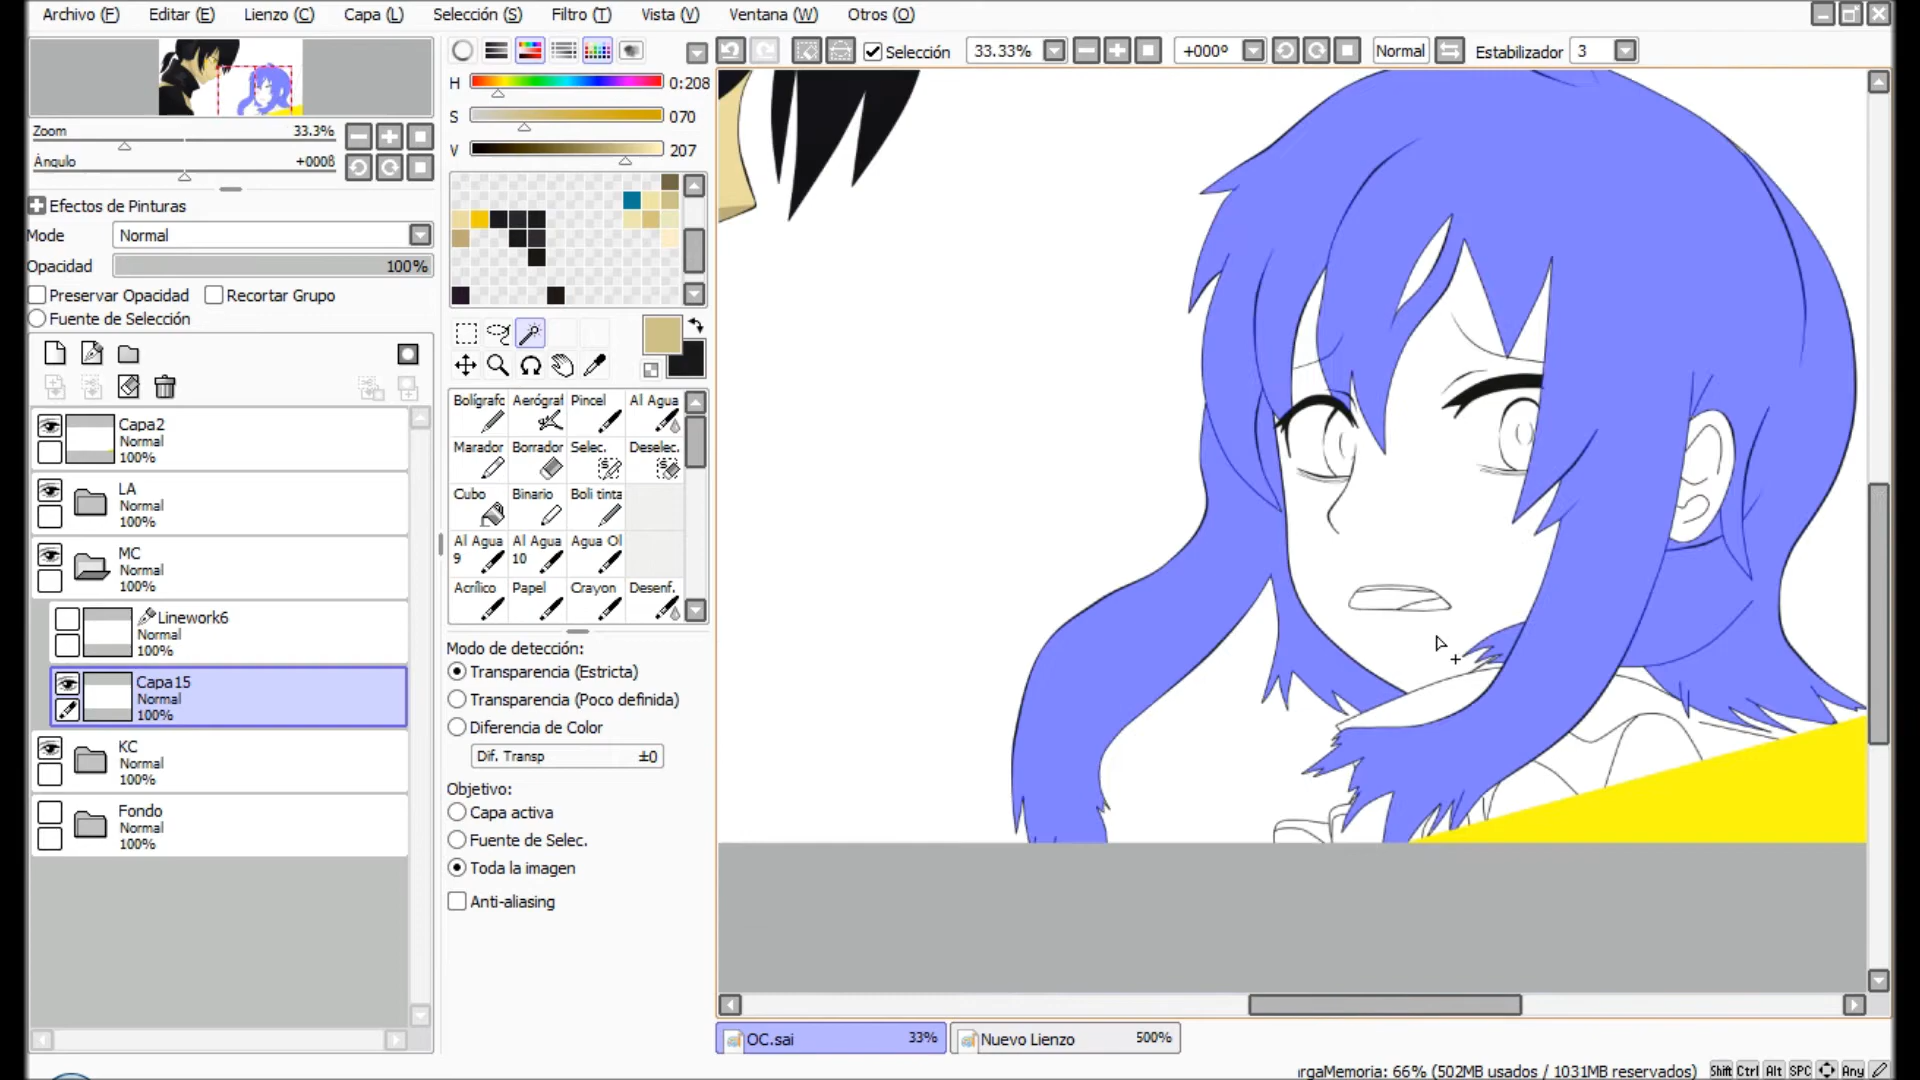 Archivo (F) Editar (E) Lienzo (C) Capa (L) Selección (S) Filtro (T) Vista (V) Ventana (W) Otros (O)
Selección 33.33% +000º Normal Estabilizador 3
Zoom 33.3%
Ángulo +000ß
Efectos de Pinturas
Mode Normal
Opacidad 100%
Preservar Opacidad Recortar Grupo
Fuente de Selección
Capa2
Normal
100%
LA
Normal
100%
MC
Normal
100%
Linework6
Normal
100%
Capa15
Normal
100%
KC
Normal
100%
Fondo
Normal
100%
H 0:208
S 070
V 207
Bolígrafc Aerógraf Pincel Al Agua
Marador Borrador Selec. Deselec.
Cubo Binario Boli tinta
Al Agua 9 Al Agua 10 Agua Ol
Acrílico Papel Crayon Desenf.
Modo de detección:
Transparencia (Estricta)
Transparencia (Poco definida)
Diferencia de Color
Dif. Transp ±0
Objetivo:
Capa activa
Fuente de Selec.
Toda la imagen
Anti-aliasing
OC.sai 33% Nuevo Lienzo 500%
ırgaMemoria: 66% (502MB usados / 1031MB reservados) Shift Ctrl Alt SPC Any